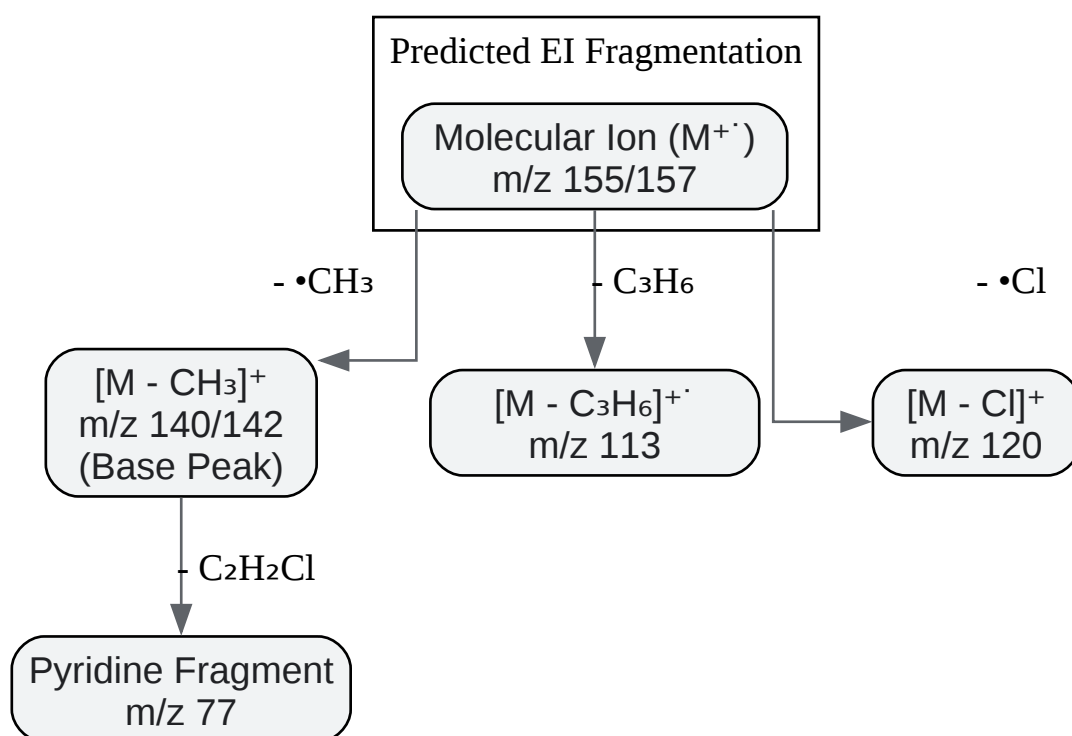 Predicted EI Fragmentation
Molecular Ion (M⁺˙)
m/z 155/157
- •CH₃
- C₃H₆
- •Cl
[M - CH₃]⁺
m/z 140/142
(Base Peak)
[M - C₃H₆]⁺˙
m/z 113
[M - Cl]⁺
m/z 120
- C₂H₂Cl
Pyridine Fragment
m/z 77